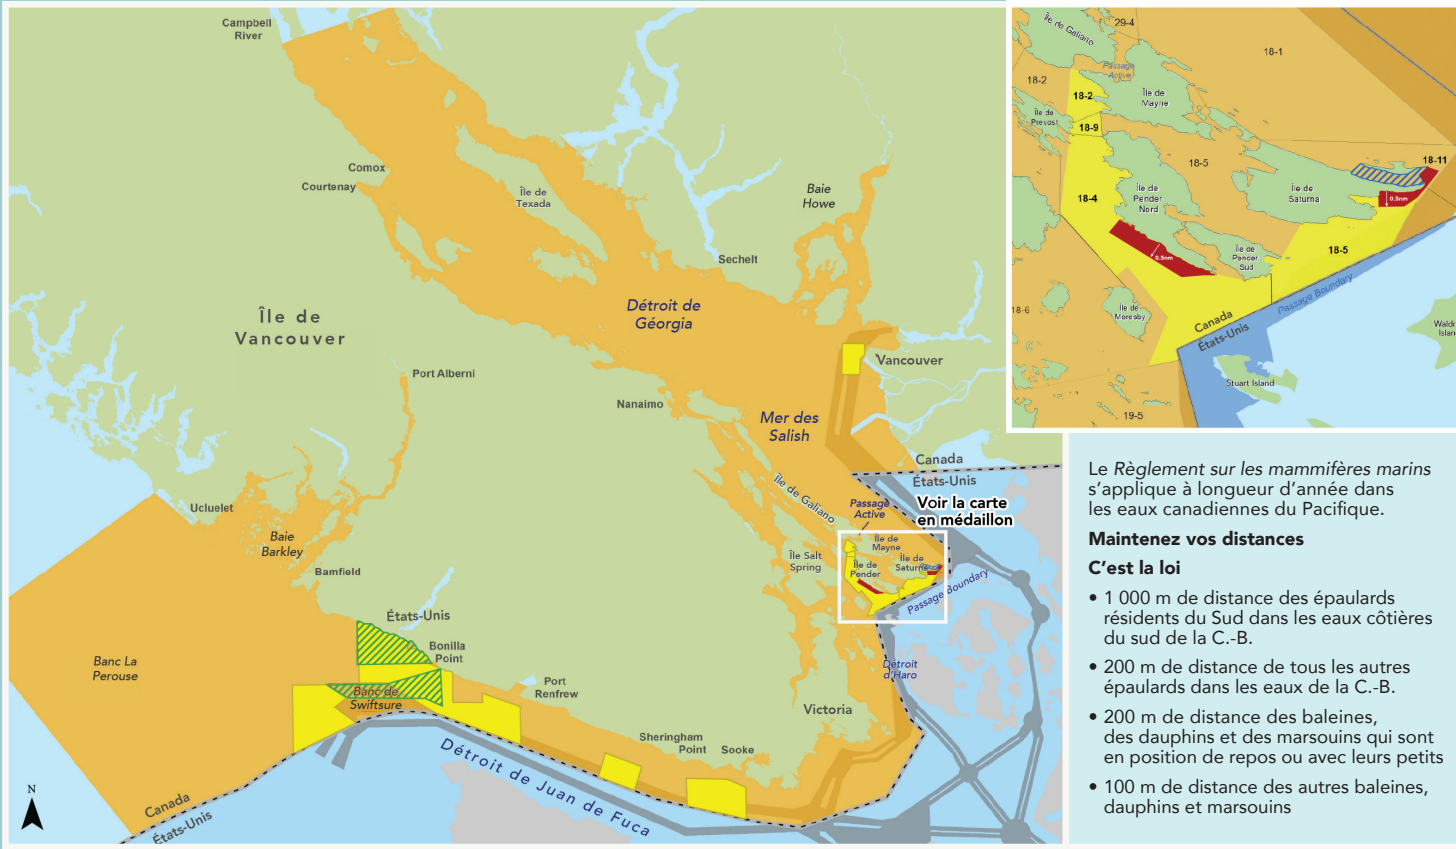 Campbell
River
Comox
Courtenay
Île de
Texada
Baie
Howe
Sechelt
Île de
Vancouver
Détroit de
Géorgia
Vancouver
Port Alberni
Nanaimo
Mer des
Salish
Canada
États-Unis
Île de Galiano
Passage
Active
Voir la carte
en médaillon
Ucluelet
Baie
Barkley
Bamfield
Île Salt
Spring
Île de
Mayne
Île de
Saturna
Île de
Pender
Passage Boundary
États-Unis
Bonilla
Point
Banc La
Perouse
Banc de
Swiftsure
Port
Renfrew
Détroit
d'Haro
Victoria
Sheringham
Point
Sooke
Détroit de Juan de Fuca
N
Canada
États-Unis
Île de Galiano
29-4
18-1
Passage
Active
18-2
18-2
Île de
Mayne
Île de
Prevost
18-9
18-5
18-11
18-4
Île de
Pender
Nord
Île de
Saturna
0.5nm
0.5nm
Île de
Pender
Sud
18-5
18-6
Île de
Moresby
Canada
États-Unis
Passage Boundary
Stuart Island
19-5
Le Règlement sur les mammifères marins
s’applique à longueur d’année dans
les eaux canadiennes du Pacifique.
Maintenez vos distances
C’est la loi
• 1 000 m de distance des épaulards
résidents du Sud dans les eaux côtières
du sud de la C.-B.
• 200 m de distance de tous les autres
épaulards dans les eaux de la C.-B.
• 200 m de distance des baleines,
des dauphins et des marsouins qui sont
en position de repos ou avec leurs petits
• 100 m de distance des autres baleines,
dauphins et marsouins